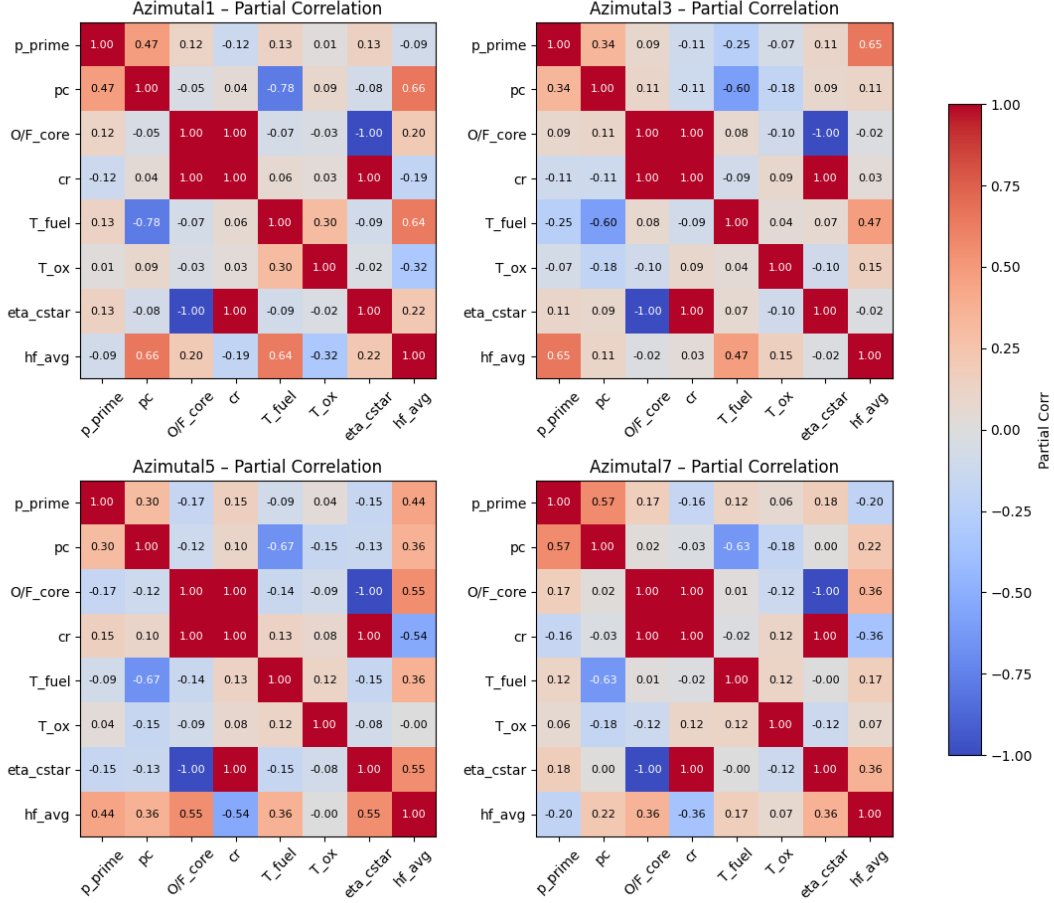 Azimutal1 – Partial Correlation
p_prime 1.00 0.47 0.12 -0.12 0.13 0.01 0.13 -0.09
pc 0.47 1.00 -0.05 0.04 -0.78 0.09 -0.08 0.66
O/F_core 0.12 -0.05 1.00 1.00 -0.07 -0.03 -1.00 0.20
cr -0.12 0.04 1.00 1.00 0.06 0.03 1.00 -0.19
T_fuel 0.13 -0.78 -0.07 0.06 1.00 0.30 -0.09 0.64
T_ox 0.01 0.09 -0.03 0.03 0.30 1.00 -0.02 -0.32
eta_cstar 0.13 -0.08 -1.00 1.00 -0.09 -0.02 1.00 0.22
hf_avg -0.09 0.66 0.20 -0.19 0.64 -0.32 0.22 1.00
p_prime pc O/F_core cr T_fuel T_ox eta_cstar hf_avg
Azimutal3 – Partial Correlation
p_prime 1.00 0.34 0.09 -0.11 -0.25 -0.07 0.11 0.65
pc 0.34 1.00 0.11 -0.11 -0.60 -0.18 0.09 0.11
O/F_core 0.09 0.11 1.00 1.00 0.08 -0.10 -1.00 -0.02
cr -0.11 -0.11 1.00 1.00 -0.09 0.09 1.00 0.03
T_fuel -0.25 -0.60 0.08 -0.09 1.00 0.04 0.07 0.47
T_ox -0.07 -0.18 -0.10 0.09 0.04 1.00 -0.10 0.15
eta_cstar 0.11 0.09 -1.00 1.00 0.07 -0.10 1.00 -0.02
hf_avg 0.65 0.11 -0.02 0.03 0.47 0.15 -0.02 1.00
p_prime pc O/F_core cr T_fuel T_ox eta_cstar hf_avg
Azimutal5 – Partial Correlation
p_prime 1.00 0.30 -0.17 0.15 -0.09 0.04 -0.15 0.44
pc 0.30 1.00 -0.12 0.10 -0.67 -0.15 -0.13 0.36
O/F_core -0.17 -0.12 1.00 1.00 -0.14 -0.09 -1.00 0.55
cr 0.15 0.10 1.00 1.00 0.13 0.08 1.00 -0.54
T_fuel -0.09 -0.67 -0.14 0.13 1.00 0.12 -0.15 0.36
T_ox 0.04 -0.15 -0.09 0.08 0.12 1.00 -0.08 -0.00
eta_cstar -0.15 -0.13 -1.00 1.00 -0.15 -0.08 1.00 0.55
hf_avg 0.44 0.36 0.55 -0.54 0.36 -0.00 0.55 1.00
p_prime pc O/F_core cr T_fuel T_ox eta_cstar hf_avg
Azimutal7 – Partial Correlation
p_prime 1.00 0.57 0.17 -0.16 0.12 0.06 0.18 -0.20
pc 0.57 1.00 0.02 -0.03 -0.63 -0.18 0.00 0.22
O/F_core 0.17 0.02 1.00 1.00 0.01 -0.12 -1.00 0.36
cr -0.16 -0.03 1.00 1.00 -0.02 0.12 1.00 -0.36
T_fuel 0.12 -0.63 0.01 -0.02 1.00 0.12 -0.00 0.17
T_ox 0.06 -0.18 -0.12 0.12 0.12 1.00 -0.12 0.07
eta_cstar 0.18 0.00 -1.00 1.00 -0.00 -0.12 1.00 0.36
hf_avg -0.20 0.22 0.36 -0.36 0.17 0.07 0.36 1.00
p_prime pc O/F_core cr T_fuel T_ox eta_cstar hf_avg
1.00
0.75
0.50
0.25
0.00
−0.25
−0.50
−0.75
−1.00
Partial Corr